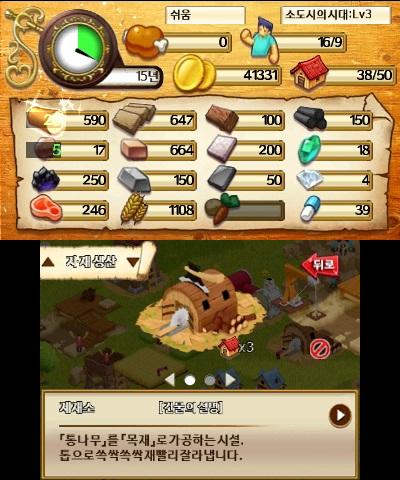 쉬움 소도시의시대:Lv3
0 16/9
15년 41331 38/50
590 647 100 150
5 17 664 200 18
250 150 50 4
246 1108 39
자재생산 뒤로
x3
제재소 [건물의 설명]
「통나무」를 「목재」로 가공하는 시설.
톱으로쓱싹쓱싹재빨리잘라냅니다.